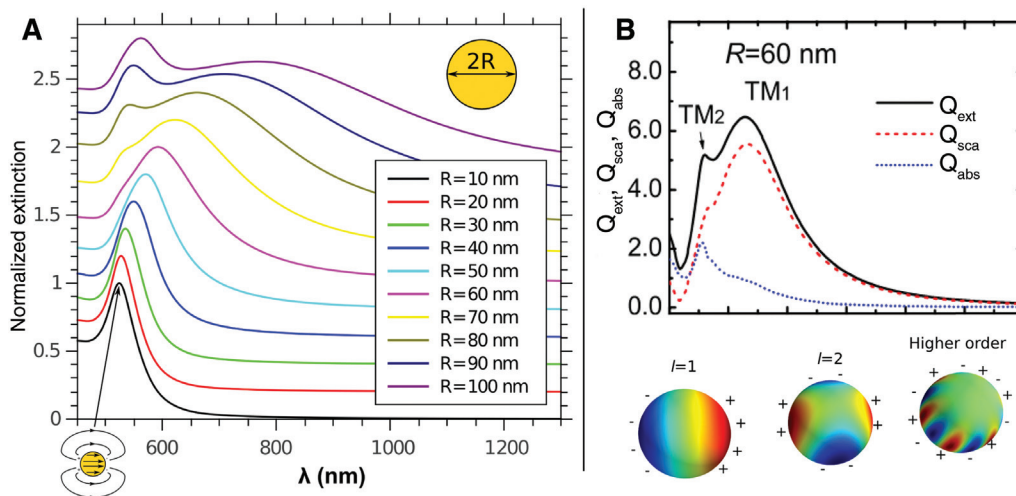 A
2R
Normalized extinction
2.5
2
1.5
1
0.5
0
R=10 nm
R=20 nm
R=30 nm
R=40 nm
R=50 nm
R=60 nm
R=70 nm
R=80 nm
R=90 nm
R=100 nm
600
800
1000
1200
λ (nm)
B
R=60 nm
TM1
TM2
Qext
Qsca
Qabs
Qext, Qsca, Qabs
8.0
6.0
4.0
2.0
0.0
l=1
l=2
Higher order
- - - -
+ + + +
- -
+ + + +
- -
- - - - - -
+ + + + + +